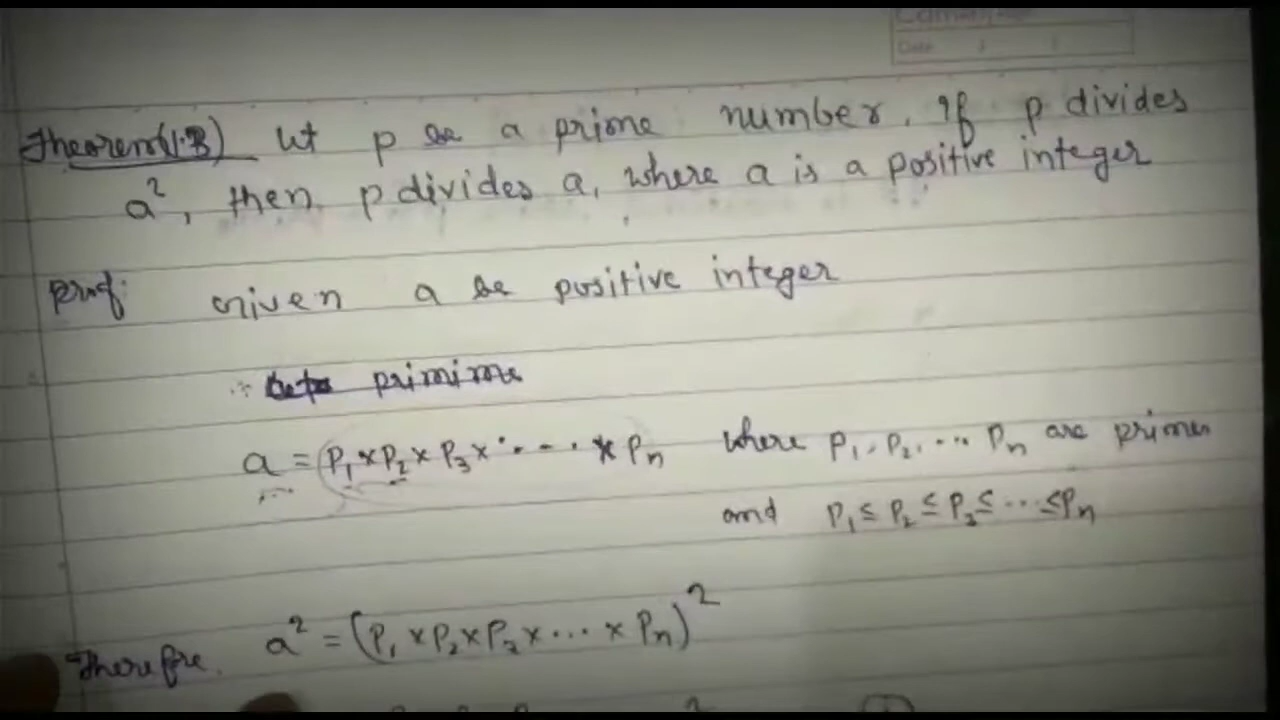 Date
Theorem(1.3) Let p be a prime number. If p divides
a², then p divides a, where a is a positive integer
Proof: Given a be positive integer
∴ primime
a = (P₁ × P₂ × P₃ × ..... × Pₙ where P₁, P₂, ... Pₙ are primes
and P₁ ≤ P₂ ≤ P₃ ≤ ... ≤ Pₙ
Therefore, a² = (P₁ × P₂ × P₃ × ... × Pₙ)²